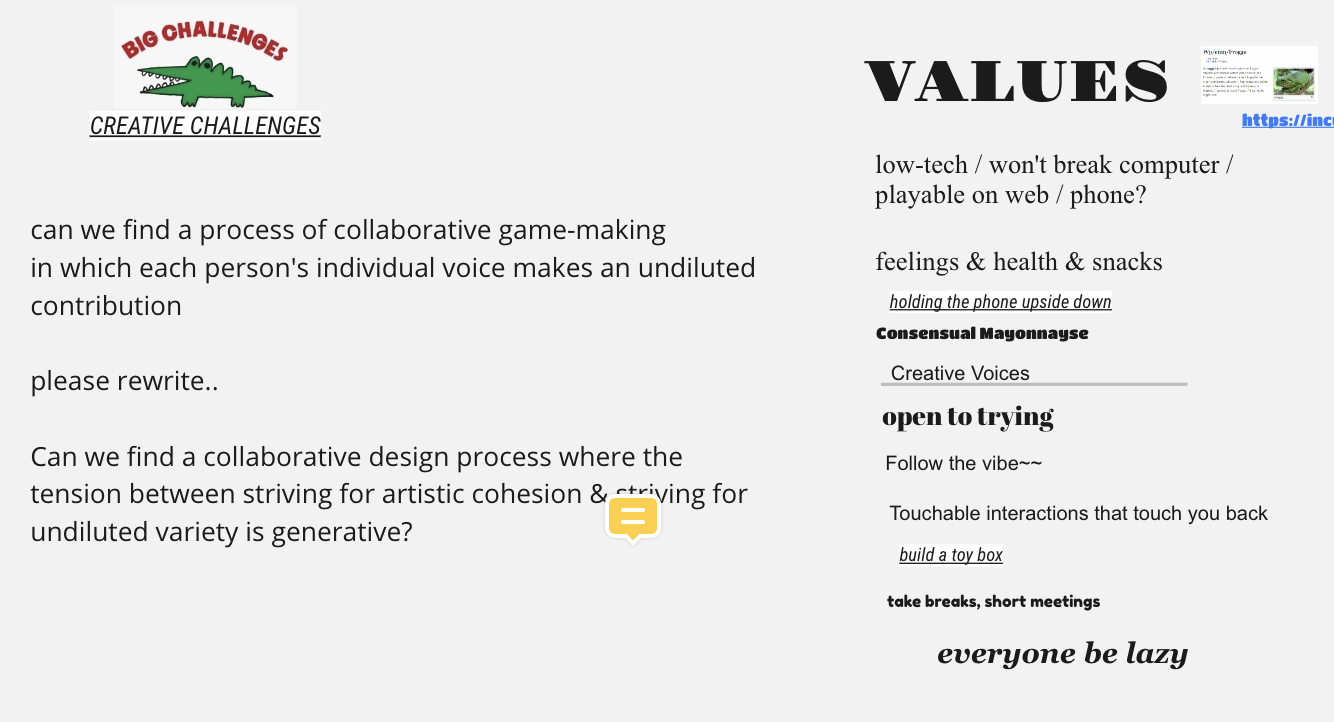 BIG CHALLENGES
CREATIVE CHALLENGES
can we find a process of collaborative game-making
in which each person's individual voice makes an undiluted
contribution
please rewrite..
Can we find a collaborative design process where the
tension between striving for artistic cohesion & striving for
undiluted variety is generative?
VALUES
Wp/enm/Frogge
https://inc
low-tech / won't break computer /
playable on web / phone?
feelings & health & snacks
holding the phone upside down
Consensual Mayonnayse
Creative Voices
open to trying
Follow the vibe~~
Touchable interactions that touch you back
build a toy box
take breaks, short meetings
everyone be lazy